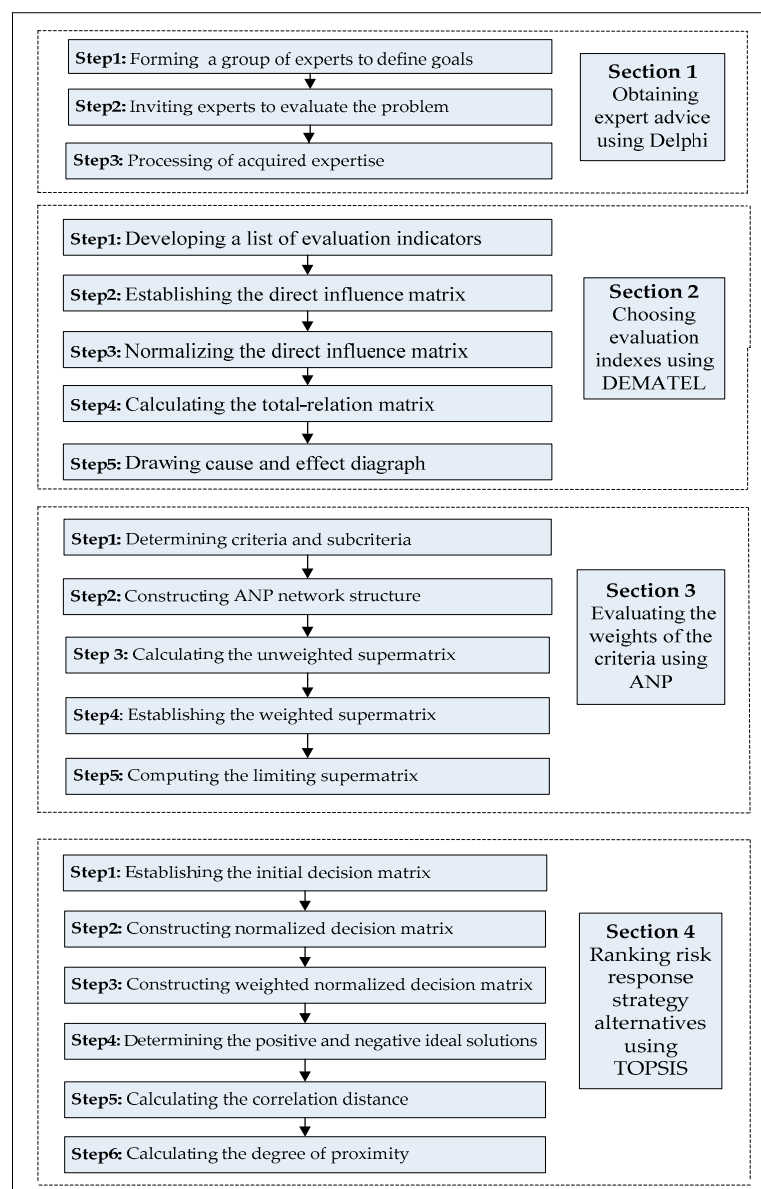 Step1: Forming a group of experts to define goals
Step2: Inviting experts to evaluate the problem
Step3: Processing of acquired expertise
Section 1
Obtaining
expert advice
using Delphi
Step1: Developing a list of evaluation indicators
Step2: Establishing the direct influence matrix
Step3: Normalizing the direct influence matrix
Step4: Calculating the total-relation matrix
Step5: Drawing cause and effect diagraph
Section 2
Choosing
evaluation
indexes using
DEMATEL
Step1: Determining criteria and subcriteria
Step2: Constructing ANP network structure
Step 3: Calculating the unweighted supermatrix
Step4: Establishing the weighted supermatrix
Step5: Computing the limiting supermatrix
Section 3
Evaluating the
weights of the
criteria using
ANP
Step1: Establishing the initial decision matrix
Step2: Constructing normalized decision matrix
Step3: Constructing weighted normalized decision matrix
Step4: Determining the positive and negative ideal solutions
Step5: Calculating the correlation distance
Step6: Calculating the degree of proximity
Section 4
Ranking risk
response
strategy
alternatives
using
TOPSIS